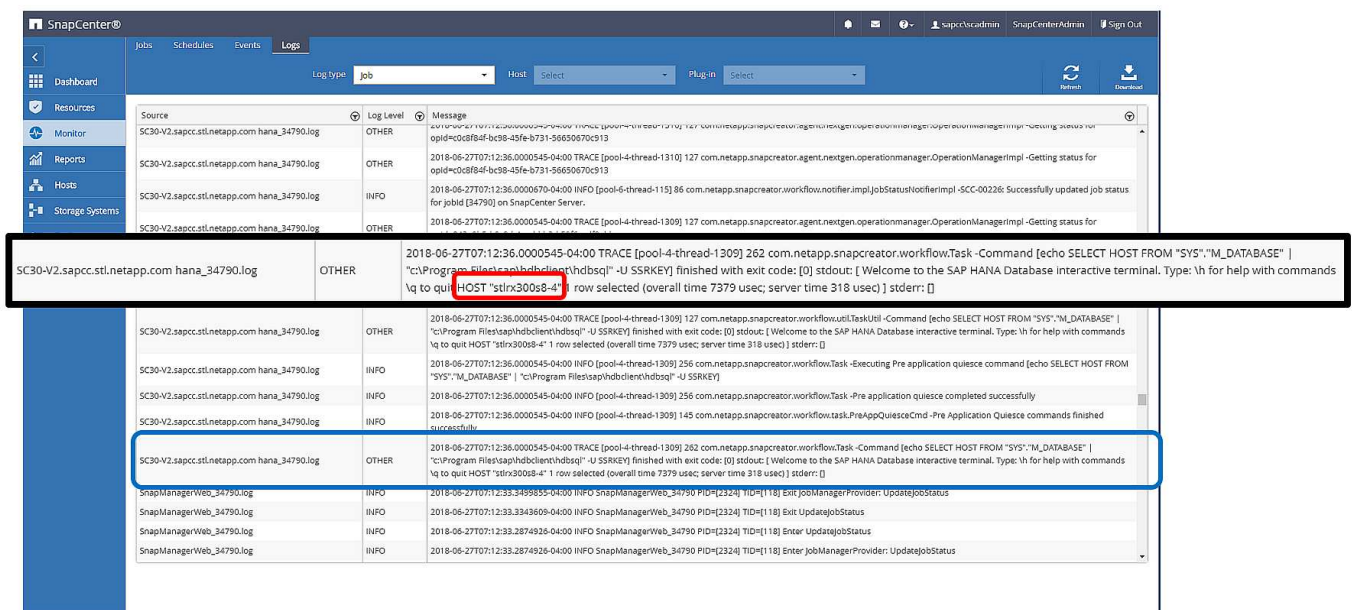 SnapCenter®
sapcc\scadmin SnapCenterAdmin Sign Out
Jobs Schedules Events Logs
Log type Job Host Select Plug-in Select
Refresh Download
Dashboard
Resources
Monitor
Reports
Hosts
Storage Systems
Source Log Level Message
SC30-V2.sapcc.stl.netapp.com hana_34790.log OTHER
opId=c0c8f84f-bc98-45fe-b731-56650670c913
SC30-V2.sapcc.stl.netapp.com hana_34790.log OTHER 2018-06-27T07:12:36.0000545-04:00 TRACE [pool-4-thread-1310] 127 com.netapp.snapcreator.agent.nextgen.operationmanager.OperationManagerImpl -Getting status for
opId=c0c8f84f-bc98-45fe-b731-56650670c913
SC30-V2.sapcc.stl.netapp.com hana_34790.log INFO 2018-06-27T07:12:36.0000670-04:00 INFO [pool-6-thread-115] 86 com.netapp.snapcreator.workflow.notifier.impl.JobStatusNotifierImpl -SCC-00226: Successfully updated job status
for jobId [34790] on SnapCenter Server.
SC30-V2.sapcc.stl.netapp.com hana_34790.log OTHER 2018-06-27T07:12:36.0000545-04:00 TRACE [pool-4-thread-1309] 127 com.netapp.snapcreator.agent.nextgen.operationmanager.OperationManagerImpl -Getting status for
SC30-V2.sapcc.stl.netapp.com hana_34790.log OTHER 2018-06-27T07:12:36.0000545-04:00 TRACE [pool-4-thread-1309] 262 com.netapp.snapcreator.workflow.Task -Command [echo SELECT HOST FROM "SYS"."M_DATABASE" |
"c:\Program Files\sap\hdbclient\hdbsql" -U SSRKEY] finished with exit code: [0] stdout: [ Welcome to the SAP HANA Database interactive terminal. Type: \h for help with commands
\q to quit HOST "stlrx300s8-4" 1 row selected (overall time 7379 usec; server time 318 usec) ] stderr: []
SC30-V2.sapcc.stl.netapp.com hana_34790.log OTHER 2018-06-27T07:12:36.0000545-04:00 TRACE [pool-4-thread-1309] 127 com.netapp.snapcreator.workflow.util.TaskUtil -Command [echo SELECT HOST FROM "SYS"."M_DATABASE" |
"c:\Program Files\sap\hdbclient\hdbsql" -U SSRKEY] finished with exit code: [0] stdout: [ Welcome to the SAP HANA Database interactive terminal. Type: \h for help with commands
\q to quit HOST "stlrx300s8-4" 1 row selected (overall time 7379 usec; server time 318 usec) ] stderr: []
SC30-V2.sapcc.stl.netapp.com hana_34790.log INFO 2018-06-27T07:12:36.0000545-04:00 INFO [pool-4-thread-1309] 256 com.netapp.snapcreator.workflow.Task -Executing Pre application quiesce command [echo SELECT HOST FROM
"SYS"."M_DATABASE" | "c:\Program Files\sap\hdbclient\hdbsql" -U SSRKEY]
SC30-V2.sapcc.stl.netapp.com hana_34790.log INFO 2018-06-27T07:12:36.0000545-04:00 INFO [pool-4-thread-1309] 256 com.netapp.snapcreator.workflow.Task -Pre application quiesce completed successfully
SC30-V2.sapcc.stl.netapp.com hana_34790.log INFO 2018-06-27T07:12:36.0000545-04:00 INFO [pool-4-thread-1309] 145 com.netapp.snapcreator.workflow.task.PreAppQuiesceCmd -Pre Application Quiesce commands finished
successfully
SC30-V2.sapcc.stl.netapp.com hana_34790.log OTHER 2018-06-27T07:12:36.0000545-04:00 TRACE [pool-4-thread-1309] 262 com.netapp.snapcreator.workflow.Task -Command [echo SELECT HOST FROM "SYS"."M_DATABASE" |
"c:\Program Files\sap\hdbclient\hdbsql" -U SSRKEY] finished with exit code: [0] stdout: [ Welcome to the SAP HANA Database interactive terminal. Type: \h for help with commands
\q to quit HOST "stlrx300s8-4" 1 row selected (overall time 7379 usec; server time 318 usec) ] stderr: []
SnapManagerWeb_34790.log INFO 2018-06-27T07:12:33.3499855-04:00 INFO SnapManagerWeb_34790 PID=[2324] TID=[118] Exit JobManagerProvider: UpdateJobStatus
SnapManagerWeb_34790.log INFO 2018-06-27T07:12:33.3343609-04:00 INFO SnapManagerWeb_34790 PID=[2324] TID=[118] Exit UpdateJobStatus
SnapManagerWeb_34790.log INFO 2018-06-27T07:12:33.2874926-04:00 INFO SnapManagerWeb_34790 PID=[2324] TID=[118] Enter UpdateJobStatus
SnapManagerWeb_34790.log INFO 2018-06-27T07:12:33.2874926-04:00 INFO SnapManagerWeb_34790 PID=[2324] TID=[118] Enter JobManagerProvider: UpdateJobStatus